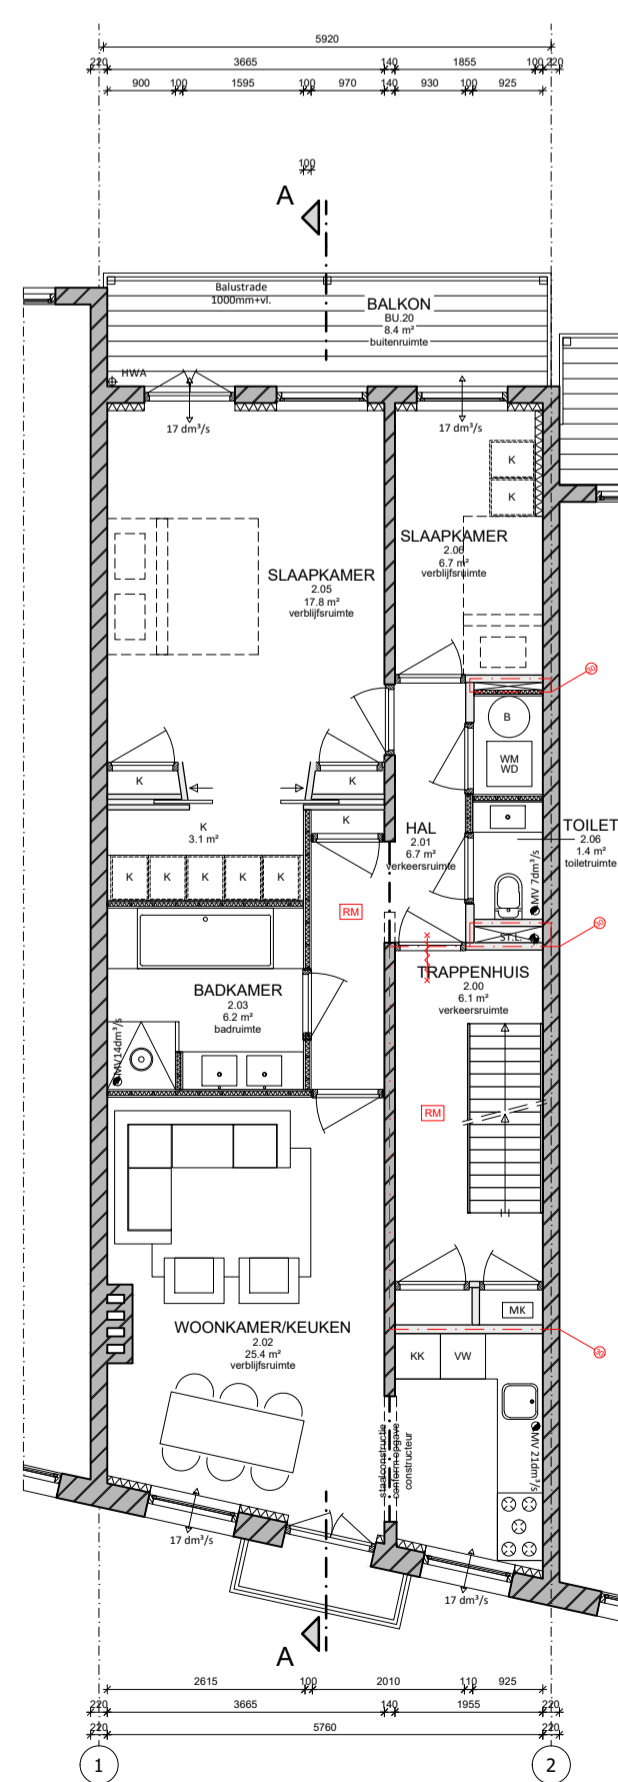 5920
220 3665 140 1855 100 220
900 100 1595 100 970 140 930 100 925
100
A
Balustrade
1000mm+vl.
BALKON
BU.20
8.4 m²
buitenruimte
HWA
17 dm³/s
17 dm³/s
K
K
SLAAPKAMER
2.06
6.7 m²
verblijfsruimte
SLAAPKAMER
2.05
17.8 m²
verblijfsruimte
30
B
WM
WD
K
K
K
3.1 m²
K
HAL
2.01
6.7 m²
verkeersruimte
TOILET
2.06
1.4 m²
toiletruimte
MV 7dm³/s
K K K K K
RM
30
ST.L.
BADKAMER
2.03
6.2 m²
badruimte
MV14dm³/s
TRAPPENHUIS
2.00
6.1 m²
verkeersruimte
RM
MK
WOONKAMER/KEUKEN
2.02
25.4 m²
verblijfsruimte
30
KK VW
staalconstructie
conform opgave
constructeur
MV 21dm³/s
17 dm³/s
17 dm³/s
A
2615 100 2010 110 925
220 3665 140 1955 220
220 5760 220
1 2